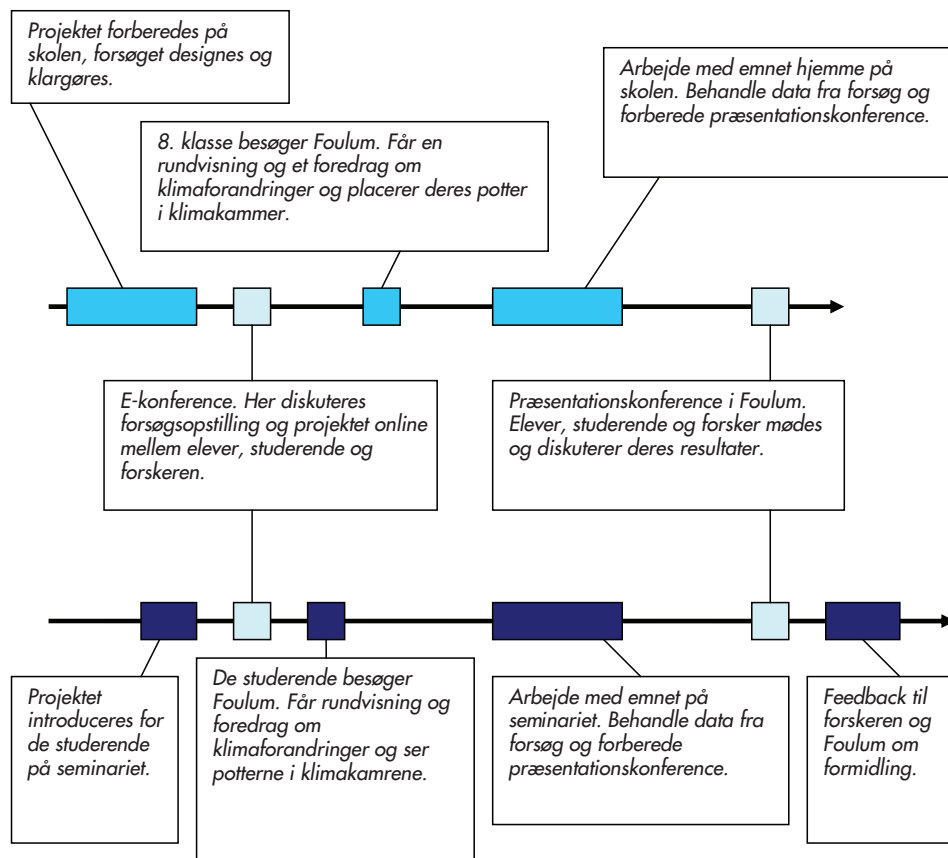 Projektet forberedes på
skolen, forsøget designes og
klargøres.
8. klasse besøger Foulum. Får en
rundvisning og et foredrag om
klimaforandringer og placerer deres potter
i klimakammer.
Arbejde med emnet hjemme på
skolen. Behandle data fra forsøg og
forberede præsentationskonference.
E-konference. Her diskuteres
forsøgsopstilling og projektet online
mellem elever, studerende og
forskeren.
Præsentationskonference i Foulum.
Elever, studerende og forsker mødes
og diskuterer deres resultater.
Projektet
introduceres for
de studerende
på seminariet.
De studerende besøger
Foulum. Får rundvisning og
foredrag om
klimaforandringer og ser
potterne i klimakamrene.
Arbejde med emnet på
seminariet. Behandle data fra
forsøg og forberede
præsentationskonference.
Feedback til
forskeren og
Foulum om
formidling.